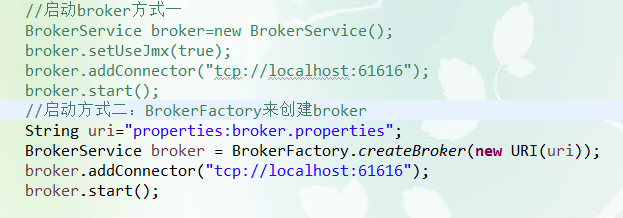 //启动broker方式一
BrokerService broker=new BrokerService();
broker.setUseJmx(true);
broker.addConnector("tcp://localhost:61616");
broker.start();
//启动方式二：BrokerFactory来创建broker
String uri="properties:broker.properties";
BrokerService broker = BrokerFactory.createBroker(new URI(uri));
broker.addConnector("tcp://localhost:61616");
broker.start();